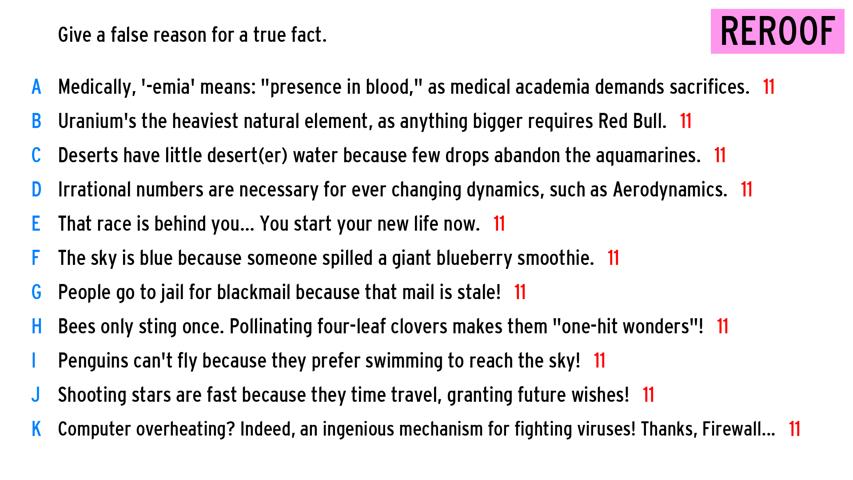 Give a false reason for a true fact.
REROOF
A Medically, '-emia' means: "presence in blood," as medical academia demands sacrifices. 11
B Uranium's the heaviest natural element, as anything bigger requires Red Bull. 11
C Deserts have little desert(er) water because few drops abandon the aquamarines. 11
D Irrational numbers are necessary for ever changing dynamics, such as Aerodynamics. 11
E That race is behind you... You start your new life now. 11
F The sky is blue because someone spilled a giant blueberry smoothie. 11
G People go to jail for blackmail because that mail is stale! 11
H Bees only sting once. Pollinating four-leaf clovers makes them "one-hit wonders"! 11
I Penguins can't fly because they prefer swimming to reach the sky! 11
J Shooting stars are fast because they time travel, granting future wishes! 11
K Computer overheating? Indeed, an ingenious mechanism for fighting viruses! Thanks, Firewall... 11